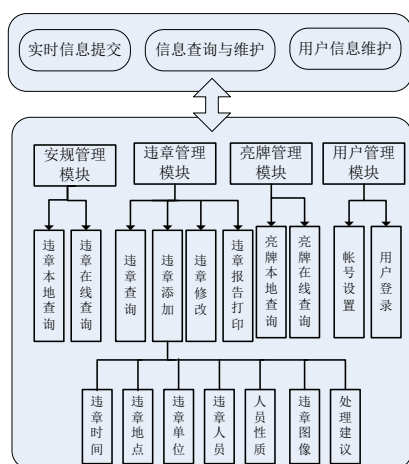 实时信息提交
信息查询与维护
用户信息维护
安规管理
模块
违章管理
模块
亮牌管理
模块
用户管理
模块
违章本地查询
违章在线查询
违章查询
违章添加
违章修改
违章报告打印
亮牌本地查询
亮牌在线查询
帐号设置
用户登录
违章时间
违章地点
违章单位
违章人员
人员性质
违章图像
处理建议